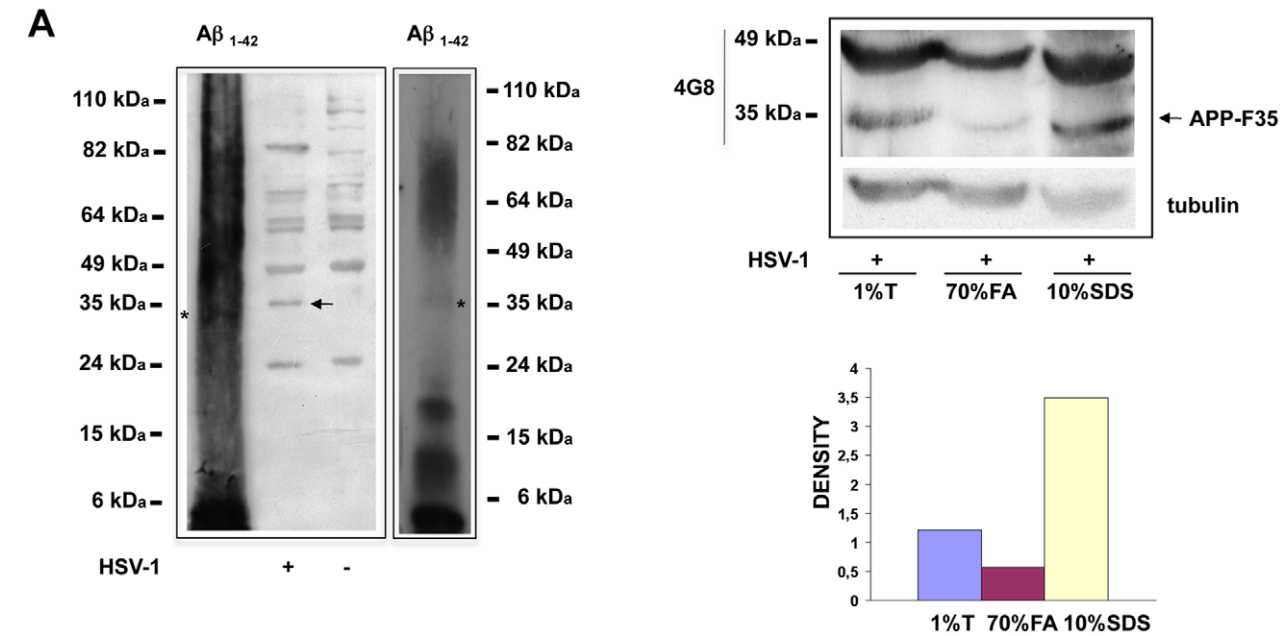 A
Aβ 1-42
Aβ 1-42
110 kDa
82 kDa
64 kDa
49 kDa
35 kDa
*
24 kDa
15 kDa
6 kDa
110 kDa
82 kDa
64 kDa
49 kDa
* 35 kDa
24 kDa
15 kDa
6 kDa
HSV-1 + -
4G8
49 kDa
35 kDa
APP-F35
tubulin
HSV-1 + + +
1%T 70%FA 10%SDS
DENSITY
4
3,5
3
2,5
2
1,5
1
0,5
0
1%T 70%FA 10%SDS